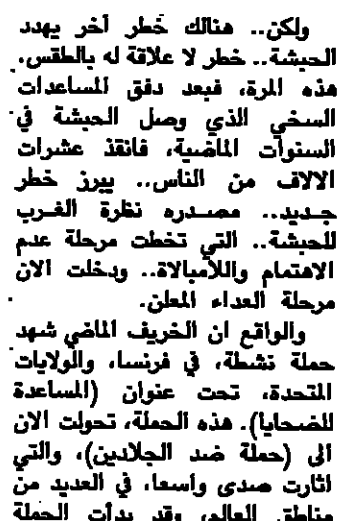 ولكن.. هنالك خطر آخر يهدد
الحبشة.. خطر لا علاقة له بالطقس،
هذه المرة، فبعد دفق المساعدات
السخي الذي وصل الحبشة في
السنوات الماضية، فانقذ عشرات
الالاف من الناس.. يبرز خطر
جديد.. مصدره نظرة الغرب
للحبشة.. التي تخطت مرحلة عدم
الاهتمام واللامبالاة.. ودخلت الان
مرحلة العداء المعلن.
والواقع ان الخريف الماضي شهد
حملة نشطة، في فرنسا، والولايات
المتحدة، تحت عنوان (المساعدة
للضحايا). هذه الحملة، تحولت الان
الى (حملة ضد الجلادين)، والتي
اثارت صدى واسعا، في العديد من
مناطق العالم، وقد بدأت الحملة